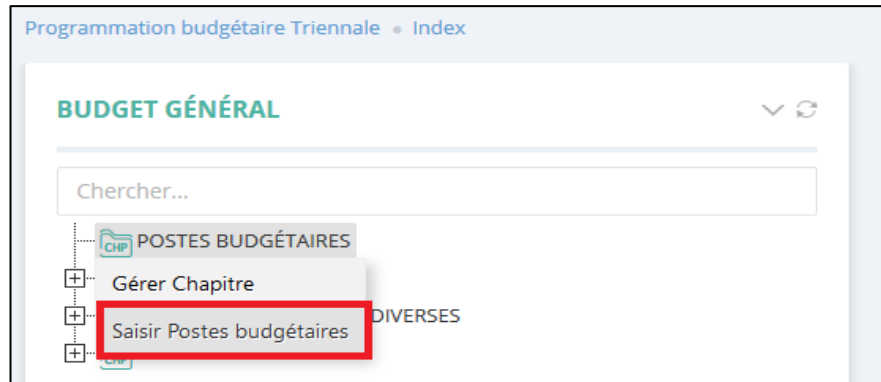 Programmation budgétaire Triennale • Index
BUDGET GÉNÉRAL
Chercher...
CHP POSTES BUDGÉTAIRES
Gérer Chapitre
DIVERSES
Saisir Postes budgétaires
CHP